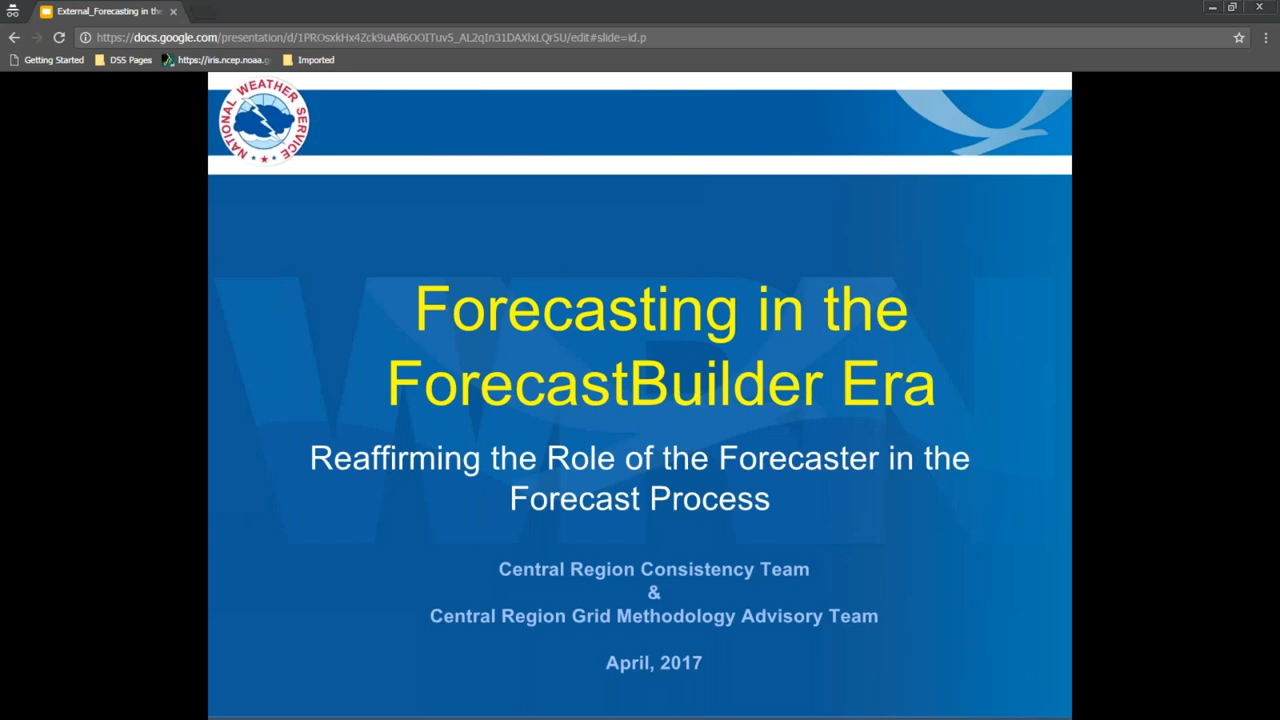 External_Forecasting in the
https://docs.google.com/presentation/d/1PROsxkHx4Zck9uAB6OOITuv5_AL2qIn31DAXlxLQrSU/edit#slide=id.p
Getting Started
DSS Pages
https://iris.ncep.noaa.g
Imported
NATIONAL WEATHER SERVICE
WRN
Forecasting in the
ForecastBuilder Era
Reaffirming the Role of the Forecaster in the
Forecast Process
Central Region Consistency Team
&
Central Region Grid Methodology Advisory Team
April, 2017